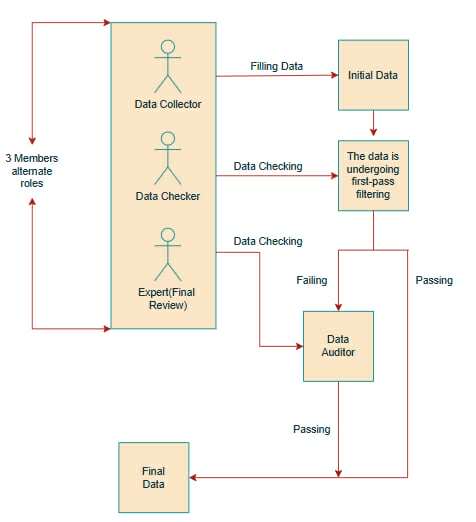 Filling Data
Initial Data
Data Collector
3 Members
alternate
roles
Data Checking
The data is
undergoing
first-pass
filtering
Data Checker
Data Checking
Expert(Final
Review)
Failing
Passing
Data
Auditor
Passing
Final
Data